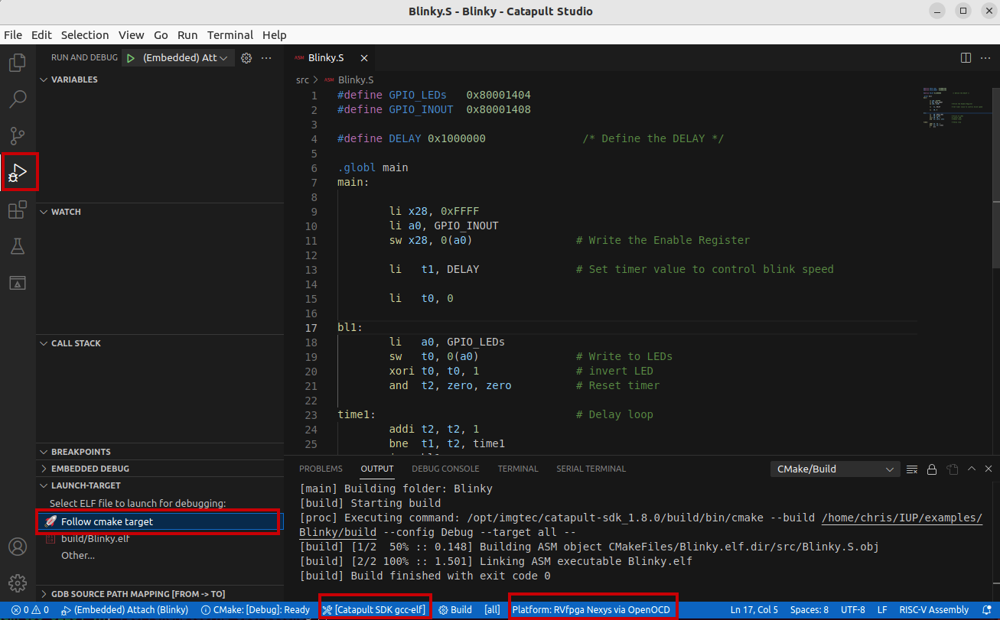 Blinky.S - Blinky - Catapult Studio
File Edit Selection View Go Run Terminal Help
RUN AND DEBUG (Embedded) Att
VARIABLES
WATCH
CALL STACK
BREAKPOINTS
EMBEDDED DEBUG
LAUNCH-TARGET
Select ELF file to launch for debugging:
Follow cmake target
build/Blinky.elf
Other...
GDB SOURCE PATH MAPPING [FROM -> TO]
ASM Blinky.S
src > ASM Blinky.S
1 #define GPIO_LEDs 0x80001404
2 #define GPIO_INOUT 0x80001408
3
4 #define DELAY 0x1000000 /* Define the DELAY */
5
6 .globl main
7 main:
8
9 li x28, 0xFFFF
10 li a0, GPIO_INOUT
11 sw x28, 0(a0) # Write the Enable Register
12
13 li t1, DELAY # Set timer value to control blink speed
14
15 li t0, 0
16
17 bl1:
18 li a0, GPIO_LEDs
19 sw t0, 0(a0) # Write to LEDs
20 xori t0, t0, 1 # invert LED
21 and t2, zero, zero # Reset timer
22
23 time1: # Delay loop
24 addi t2, t2, 1
25 bne t1, t2, time1
PROBLEMS OUTPUT DEBUG CONSOLE TERMINAL SERIAL TERMINAL CMake/Build
[main] Building folder: Blinky
[build] Starting build
[proc] Executing command: /opt/imgtec/catapult-sdk_1.8.0/build/bin/cmake --build /home/chris/IUP/examples/
Blinky/build --config Debug --target all --
[build] [1/2 50% :: 0.148] Building ASM object CMakeFiles/Blinky.elf.dir/src/Blinky.S.obj
[build] [2/2 100% :: 1.501] Linking ASM executable Blinky.elf
[build] Build finished with exit code 0
0 0 (Embedded) Attach (Blinky) CMake: [Debug]: Ready [Catapult SDK gcc-elf] Build [all] Platform: RVfpga Nexys via OpenOCD Ln 17, Col 5 Spaces: 8 UTF-8 LF RISC-V Assembly